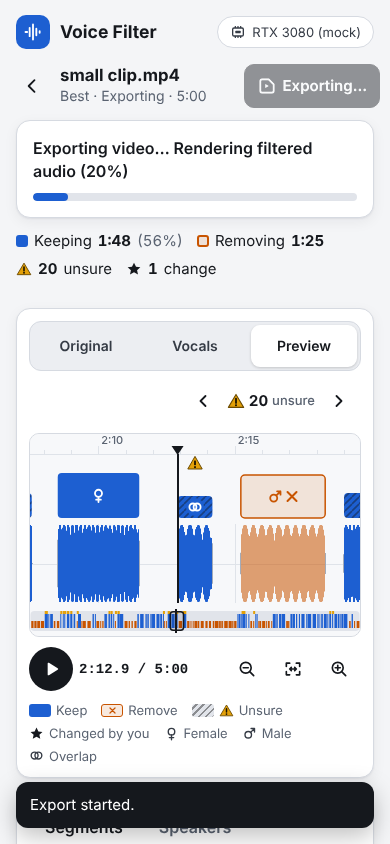 Voice Filter
RTX 3080 (mock)
small clip.mp4
Best · Exporting · 5:00
Exporting...
Exporting video... Rendering filtered
audio (20%)
Keeping 1:48 (56%)
Removing 1:25
20 unsure
1 change
Original
Vocals
Preview
20 unsure
2:10
2:15
2:12.9 / 5:00
Keep
Remove
Unsure
Changed by you
Female
Male
Overlap
Export started.
Segments
Speakers